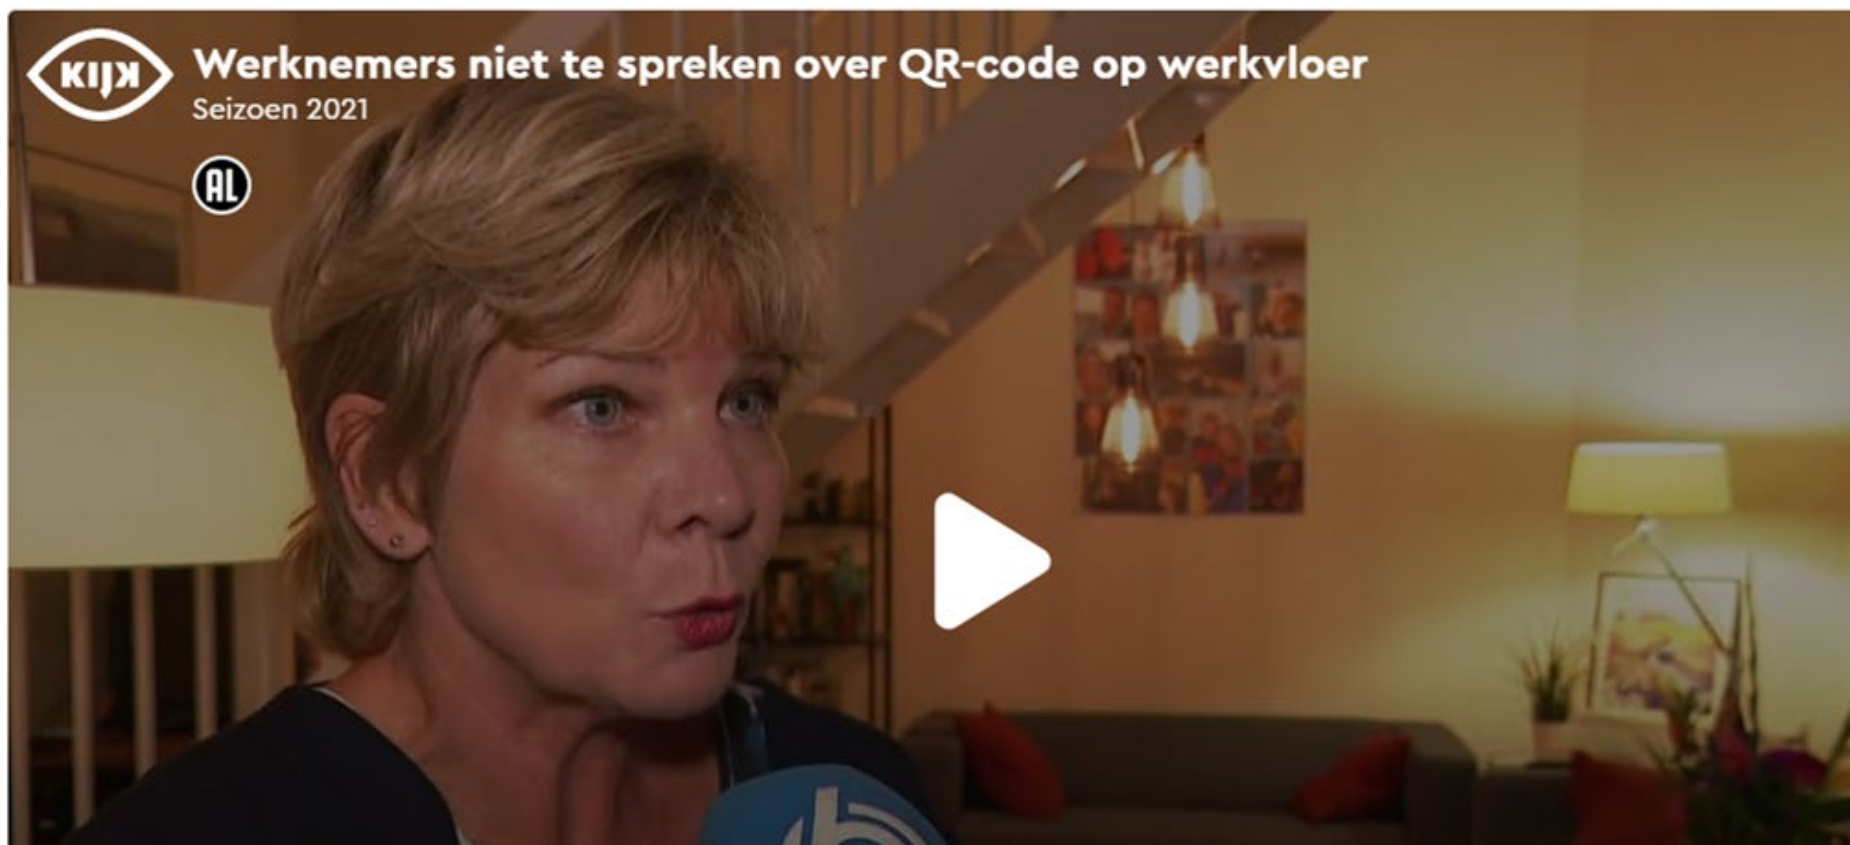 KIJK
Werknemers niet te spreken over QR-code op werkvloer
Seizoen 2021
AL